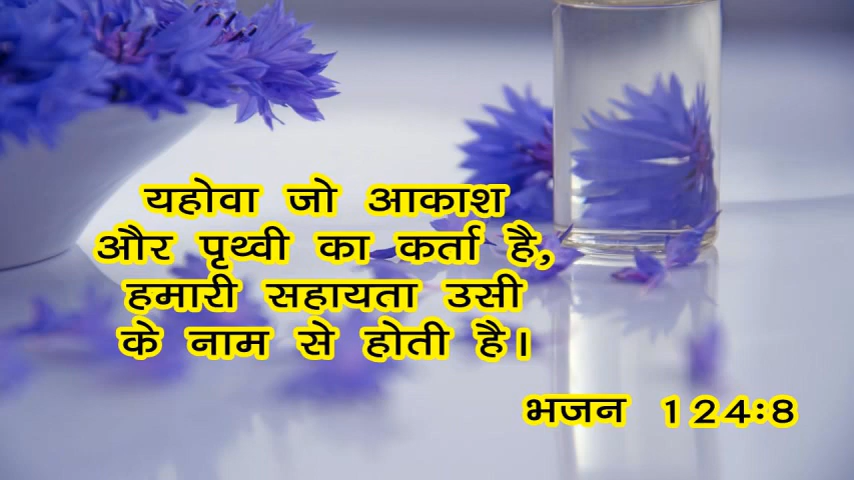 यहोवा जो आकाश
और पृथ्वी का कर्ता है,
हमारी सहायता उसी
के नाम से होती है।
भजन 124:8